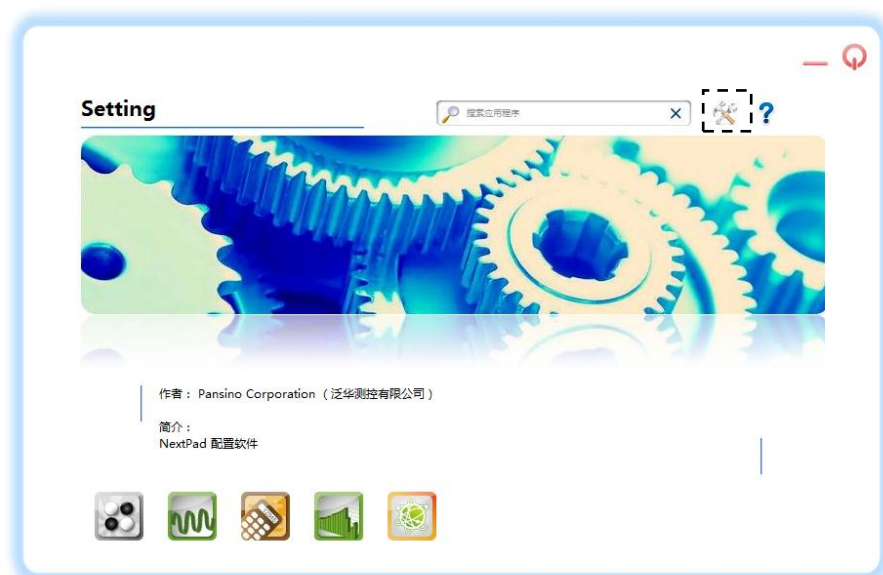 Setting
搜索应用程序
作者： Pansino Corporation （泛华测控有限公司）
简介：
NextPad 配置软件